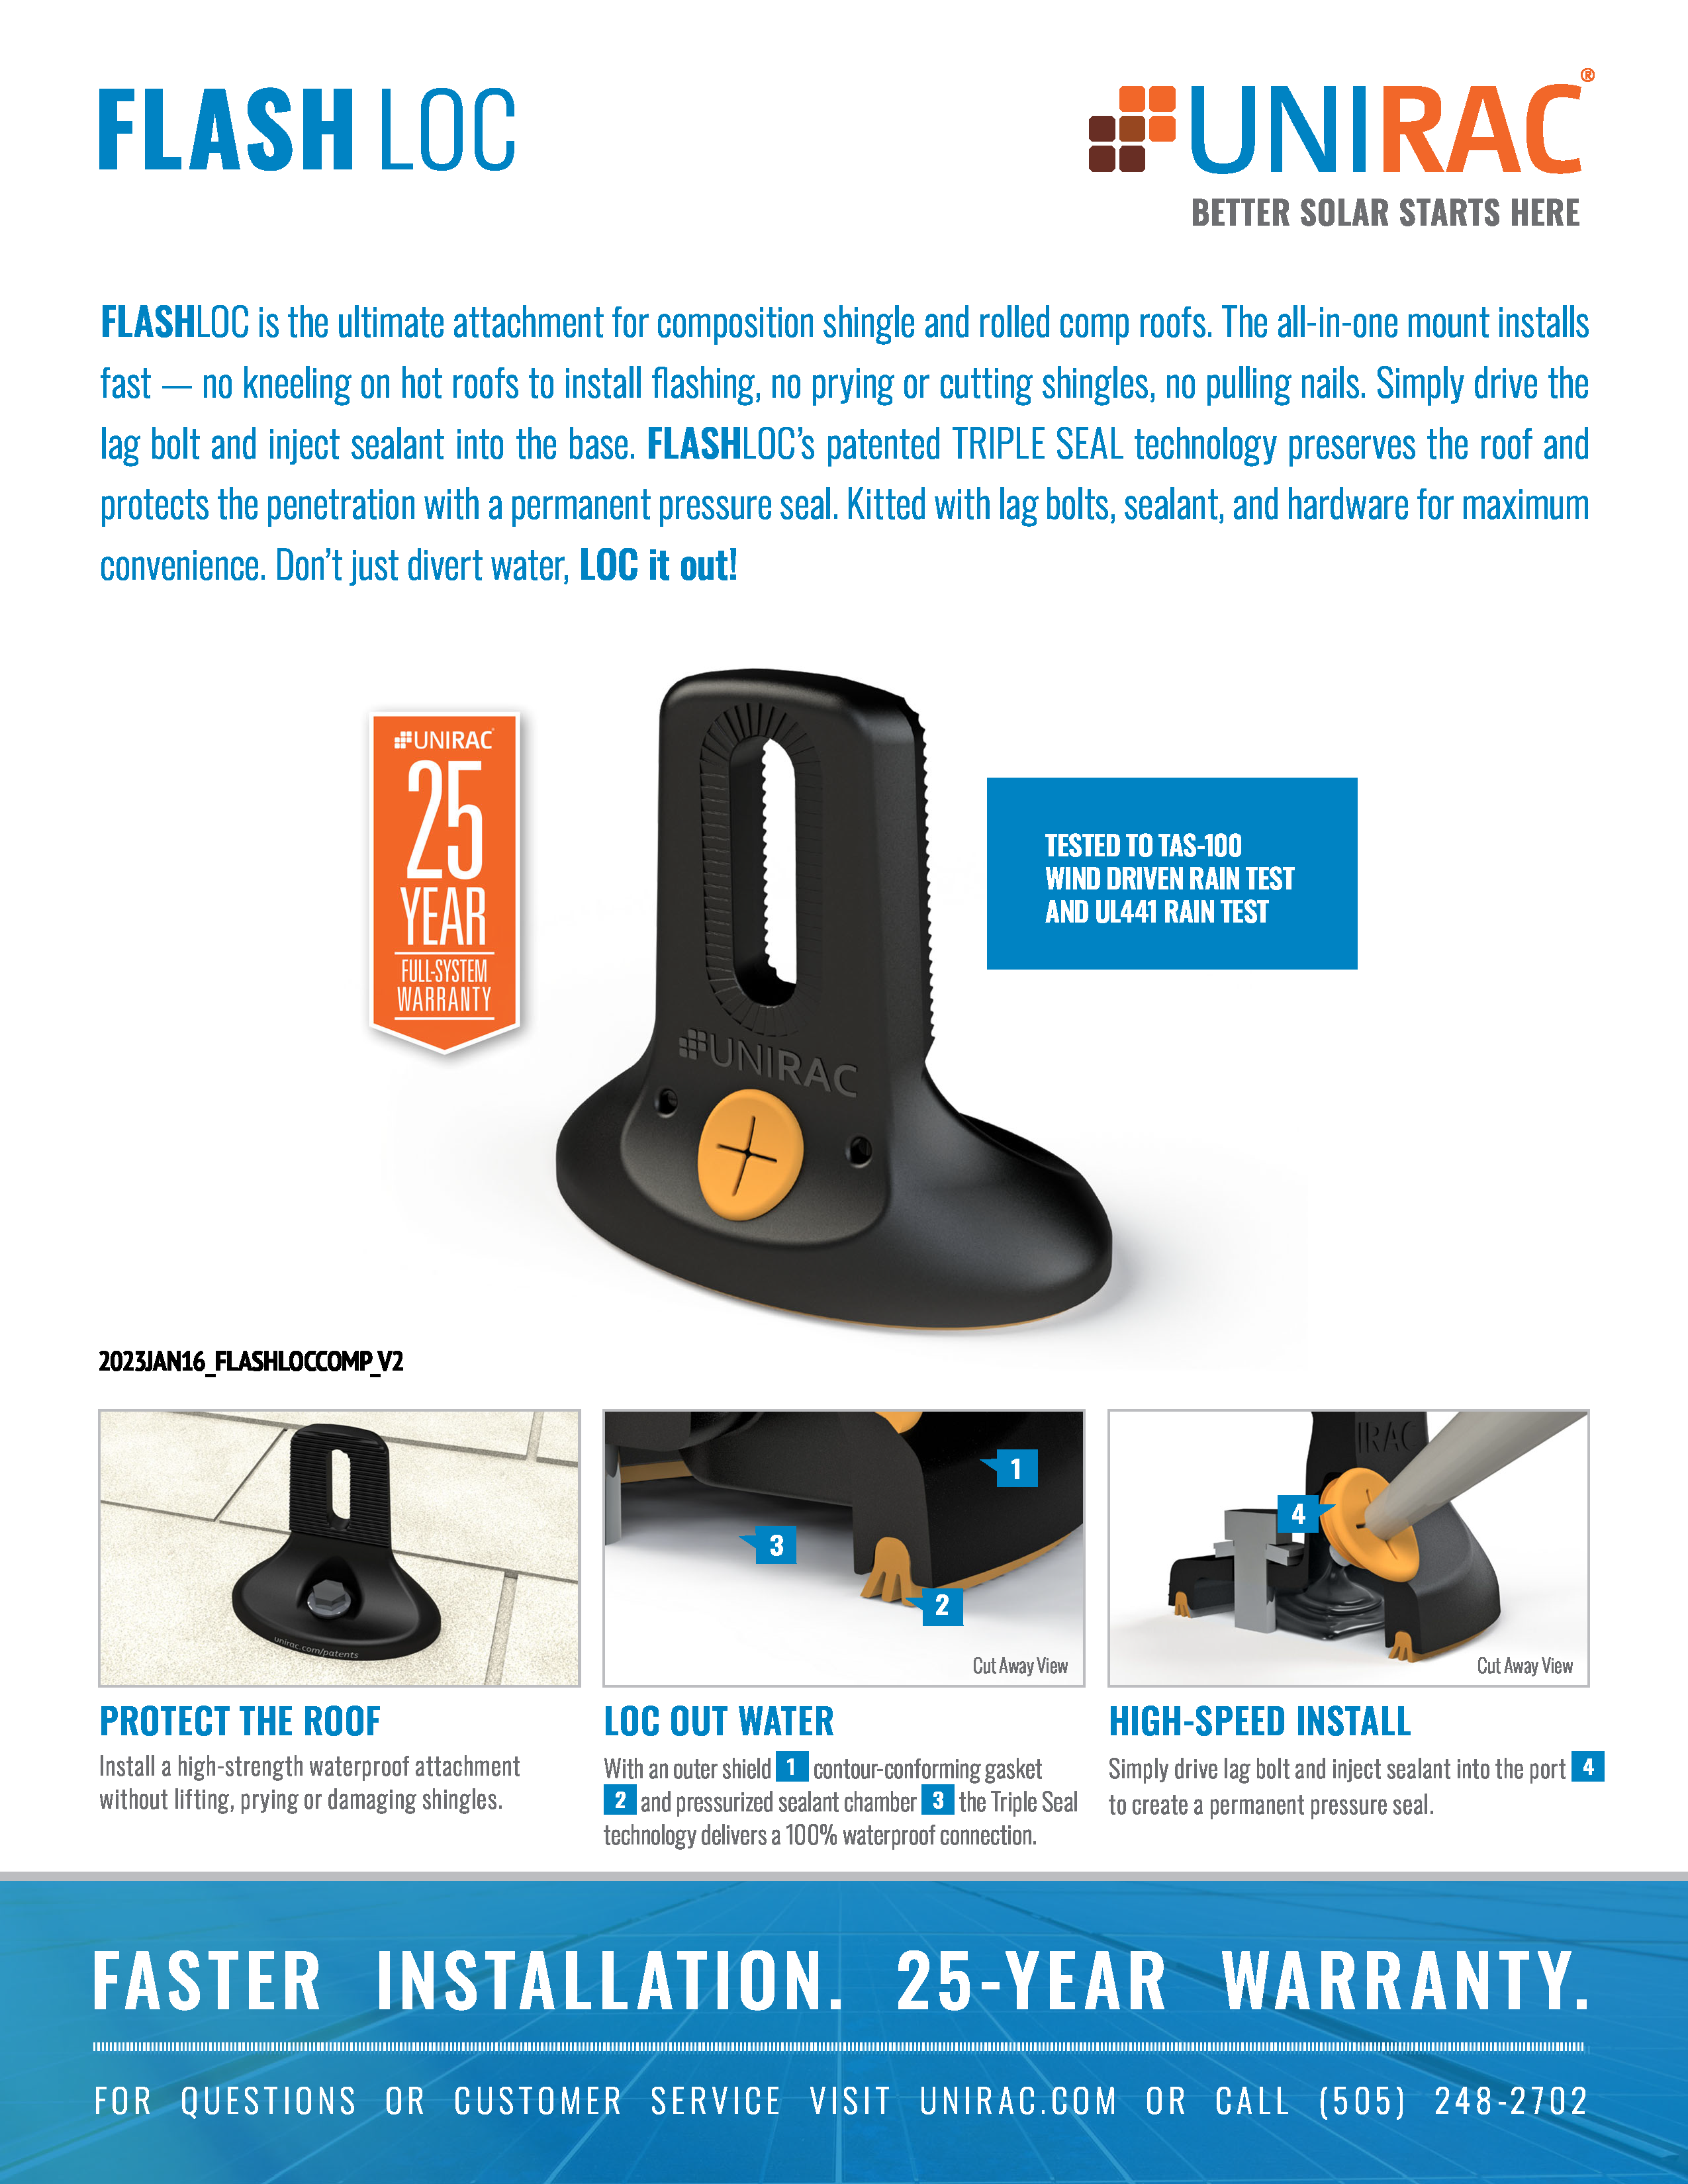 FLASH LOC
UNIRAC®
BETTER SOLAR STARTS HERE
FLASHLOC is the ultimate attachment for composition shingle and rolled comp roofs. The all-in-one mount installs
fast — no kneeling on hot roofs to install flashing, no prying or cutting shingles, no pulling nails. Simply drive the
lag bolt and inject sealant into the base. FLASHLOC’s patented TRIPLE SEAL technology preserves the roof and
protects the penetration with a permanent pressure seal. Kitted with lag bolts, sealant, and hardware for maximum
convenience. Don’t just divert water, LOC it out!
UNIRAC
25
YEAR
FULL-SYSTEM
WARRANTY
TESTED TO TAS-100
WIND DRIVEN RAIN TEST
AND UL441 RAIN TEST
UNIRAC
2023JAN16_FLASHLOCCOMP_V2
unirac.com/patents
1
3
2
Cut Away View
IRAC
4
Cut Away View
PROTECT THE ROOF
Install a high-strength waterproof attachment
without lifting, prying or damaging shingles.
LOC OUT WATER
With an outer shield 1 contour-conforming gasket
2 and pressurized sealant chamber 3 the Triple Seal
technology delivers a 100% waterproof connection.
HIGH-SPEED INSTALL
Simply drive lag bolt and inject sealant into the port 4
to create a permanent pressure seal.
FASTER INSTALLATION. 25-YEAR WARRANTY.
FOR QUESTIONS OR CUSTOMER SERVICE VISIT UNIRAC.COM OR CALL (505) 248-2702